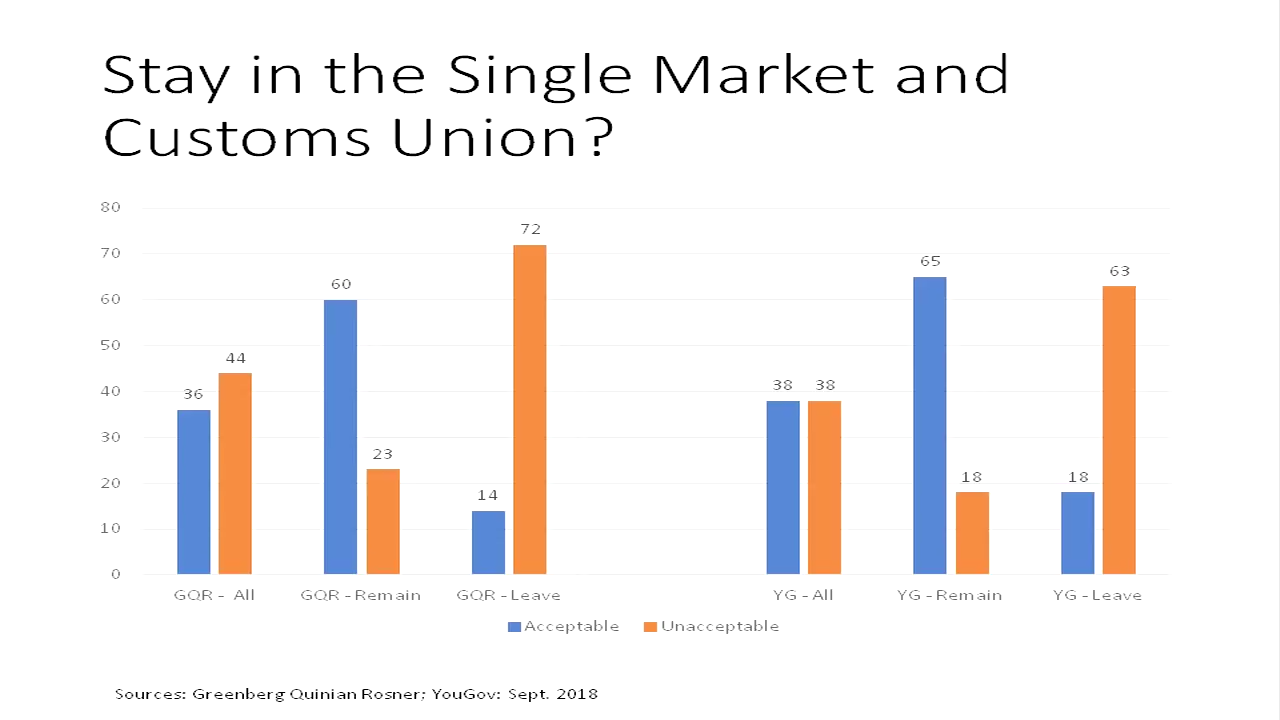 Stay in the Single Market and
Customs Union?
80
70
60
50
40
30
20
10
0
36
44
60
23
14
72
38
38
65
18
18
63
GQR - All
GQR - Remain
GQR - Leave
YG - All
YG - Remain
YG - Leave
Acceptable
Unacceptable
Sources: Greenberg Quinian Rosner; YouGov: Sept. 2018